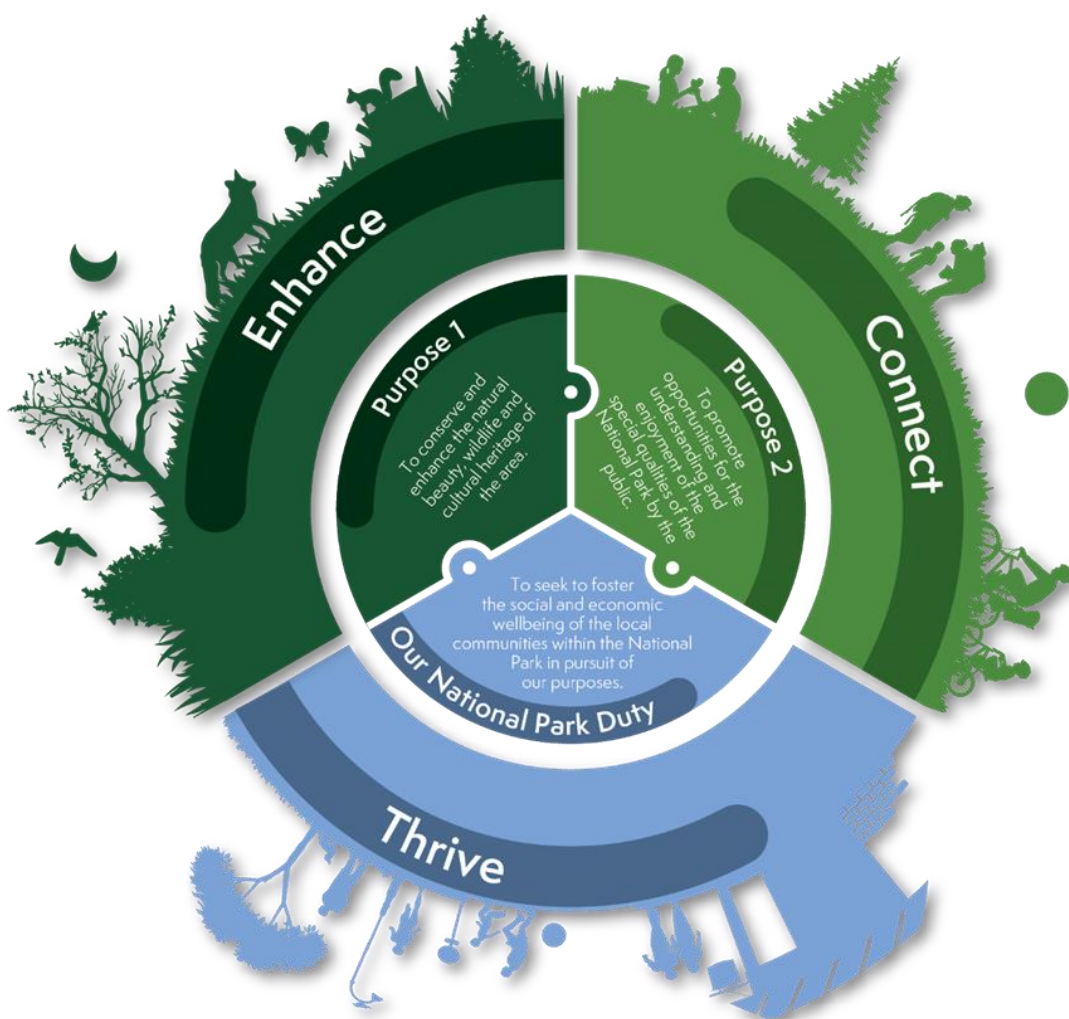 Enhance
Purpose 1
To conserve and
enhance the natural
beauty, wildlife and
cultural heritage of
the area.
Connect
Purpose 2
To promote
opportunities for the
understanding and
enjoyment of the
special qualities of the
National Park by the
public.
To seek to foster
the social and economic
wellbeing of the local
communities within the National
Park in pursuit of
our purposes.
Our National Park Duty
Thrive